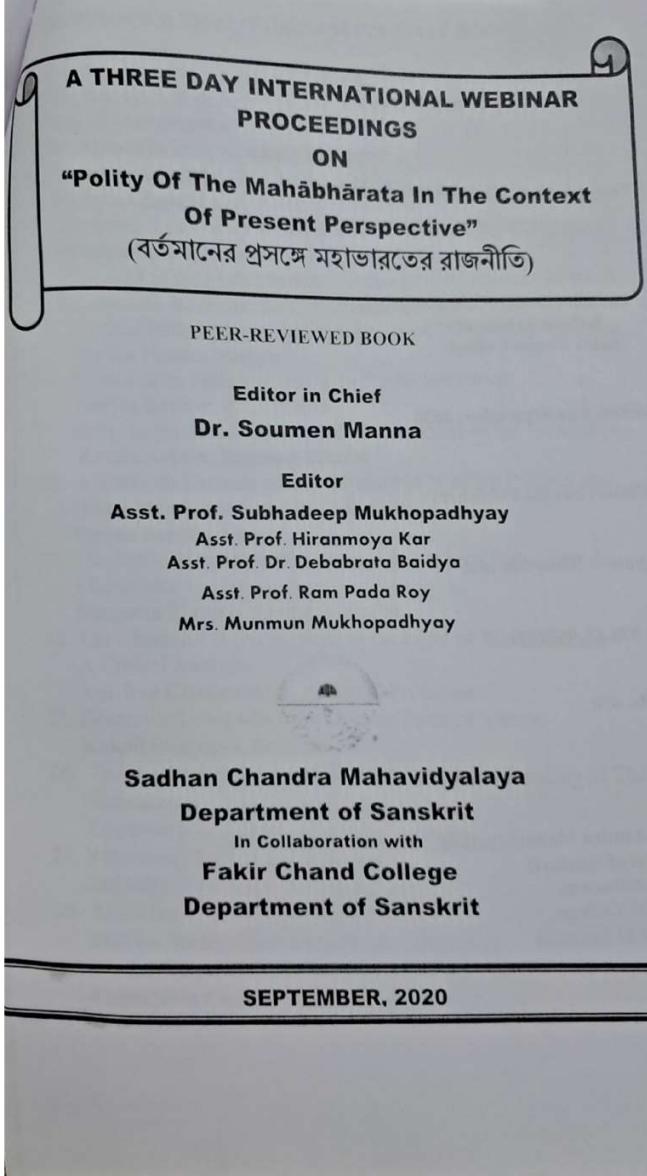 A THREE DAY INTERNATIONAL WEBINAR
PROCEEDINGS
ON
“Polity Of The Mahābhārata In The Context
Of Present Perspective”
(বর্তমানের প্রসঙ্গে মহাভারতের রাজনীতি)
PEER-REVIEWED BOOK
Editor in Chief
Dr. Soumen Manna
Editor
Asst. Prof. Subhadeep Mukhopadhyay
Asst. Prof. Hiranmoya Kar
Asst. Prof. Dr. Debabrata Baidya
Asst. Prof. Ram Pada Roy
Mrs. Munmun Mukhopadhyay
Sadhan Chandra Mahavidyalaya
Department of Sanskrit
In Collaboration with
Fakir Chand College
Department of Sanskrit
SEPTEMBER, 2020